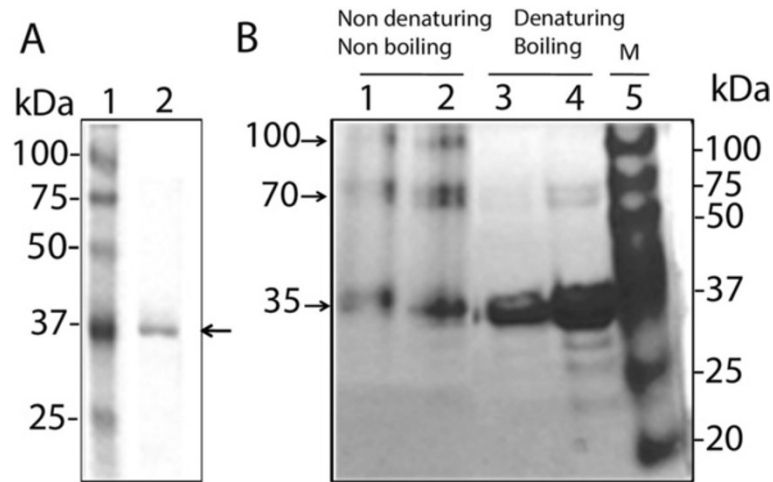 A
kDa 1 2
100-
75-
50-
37-
25-
B
Non denaturing
Non boiling
Denaturing
Boiling
M
1 2 3 4 5 kDa
100→
70→
35→
-100
-75
-50
-37
-25
-20